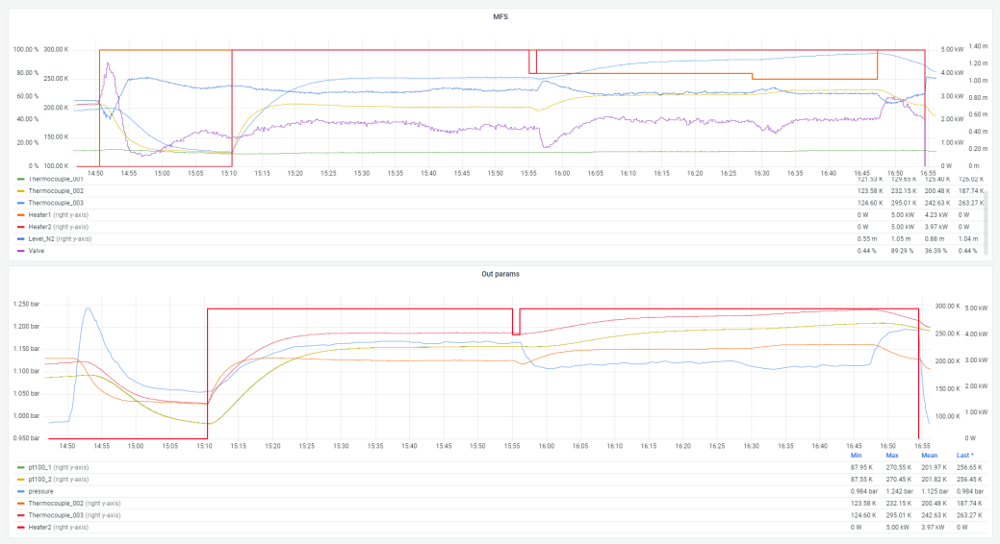 MFS
100.00 % 300.00 K 5.00 kW 1.40 m
1.20 m
80.00 % 250.00 K 4.00 kW 1.00 m
60.00 % 200.00 K 3.00 kW 0.80 m
40.00 % 2.00 kW 0.60 m
0.40 m
20.00 % 150.00 K 1.00 kW 0.20 m
0 % 100.00 K 0 W 0 m
14:50 14:55 15:00 15:05 15:10 15:15 15:20 15:25 15:30 15:35 15:40 15:45 15:50 15:55 16:00 16:05 16:10 16:15 16:20 16:25 16:30 16:35 16:40 16:45 16:50 16:55
Thermocouple_001 121.53 K 129.65 K 125.40 K 126.02 K
Thermocouple_002 123.58 K 232.15 K 200.48 K 187.74 K
Thermocouple_003 124.60 K 295.01 K 242.63 K 263.27 K
Heater1 (right y-axis) 0 W 5.00 kW 4.23 kW 0 W
Heater2 (right y-axis) 0 W 5.00 kW 3.97 kW 0 W
Level_N2 (right y-axis) 0.55 m 1.05 m 0.88 m 1.04 m
Valve 0.44 % 89.29 % 36.39 % 0.44 %
Out params
1.250 bar 300.00 K 5.00 kW
1.200 bar 250.00 K 4.00 kW
1.150 bar
1.100 bar 200.00 K 3.00 kW
1.050 bar 150.00 K 2.00 kW
1.000 bar 100.00 K 1.00 kW
0.950 bar 0 W
14:50 14:55 15:00 15:05 15:10 15:15 15:20 15:25 15:30 15:35 15:40 15:45 15:50 15:55 16:00 16:05 16:10 16:15 16:20 16:25 16:30 16:35 16:40 16:45 16:50 16:55
Min Max Mean Last *
pt100_1 (right y-axis) 87.95 K 270.55 K 201.97 K 256.65 K
pt100_2 (right y-axis) 87.55 K 270.45 K 201.82 K 256.45 K
pressure 0.984 bar 1.242 bar 1.125 bar 0.984 bar
Thermocouple_002 (right y-axis) 123.58 K 232.15 K 200.48 K 187.74 K
Thermocouple_003 (right y-axis) 124.60 K 295.01 K 242.63 K 263.27 K
Heater2 (right y-axis) 0 W 5.00 kW 3.97 kW 0 W